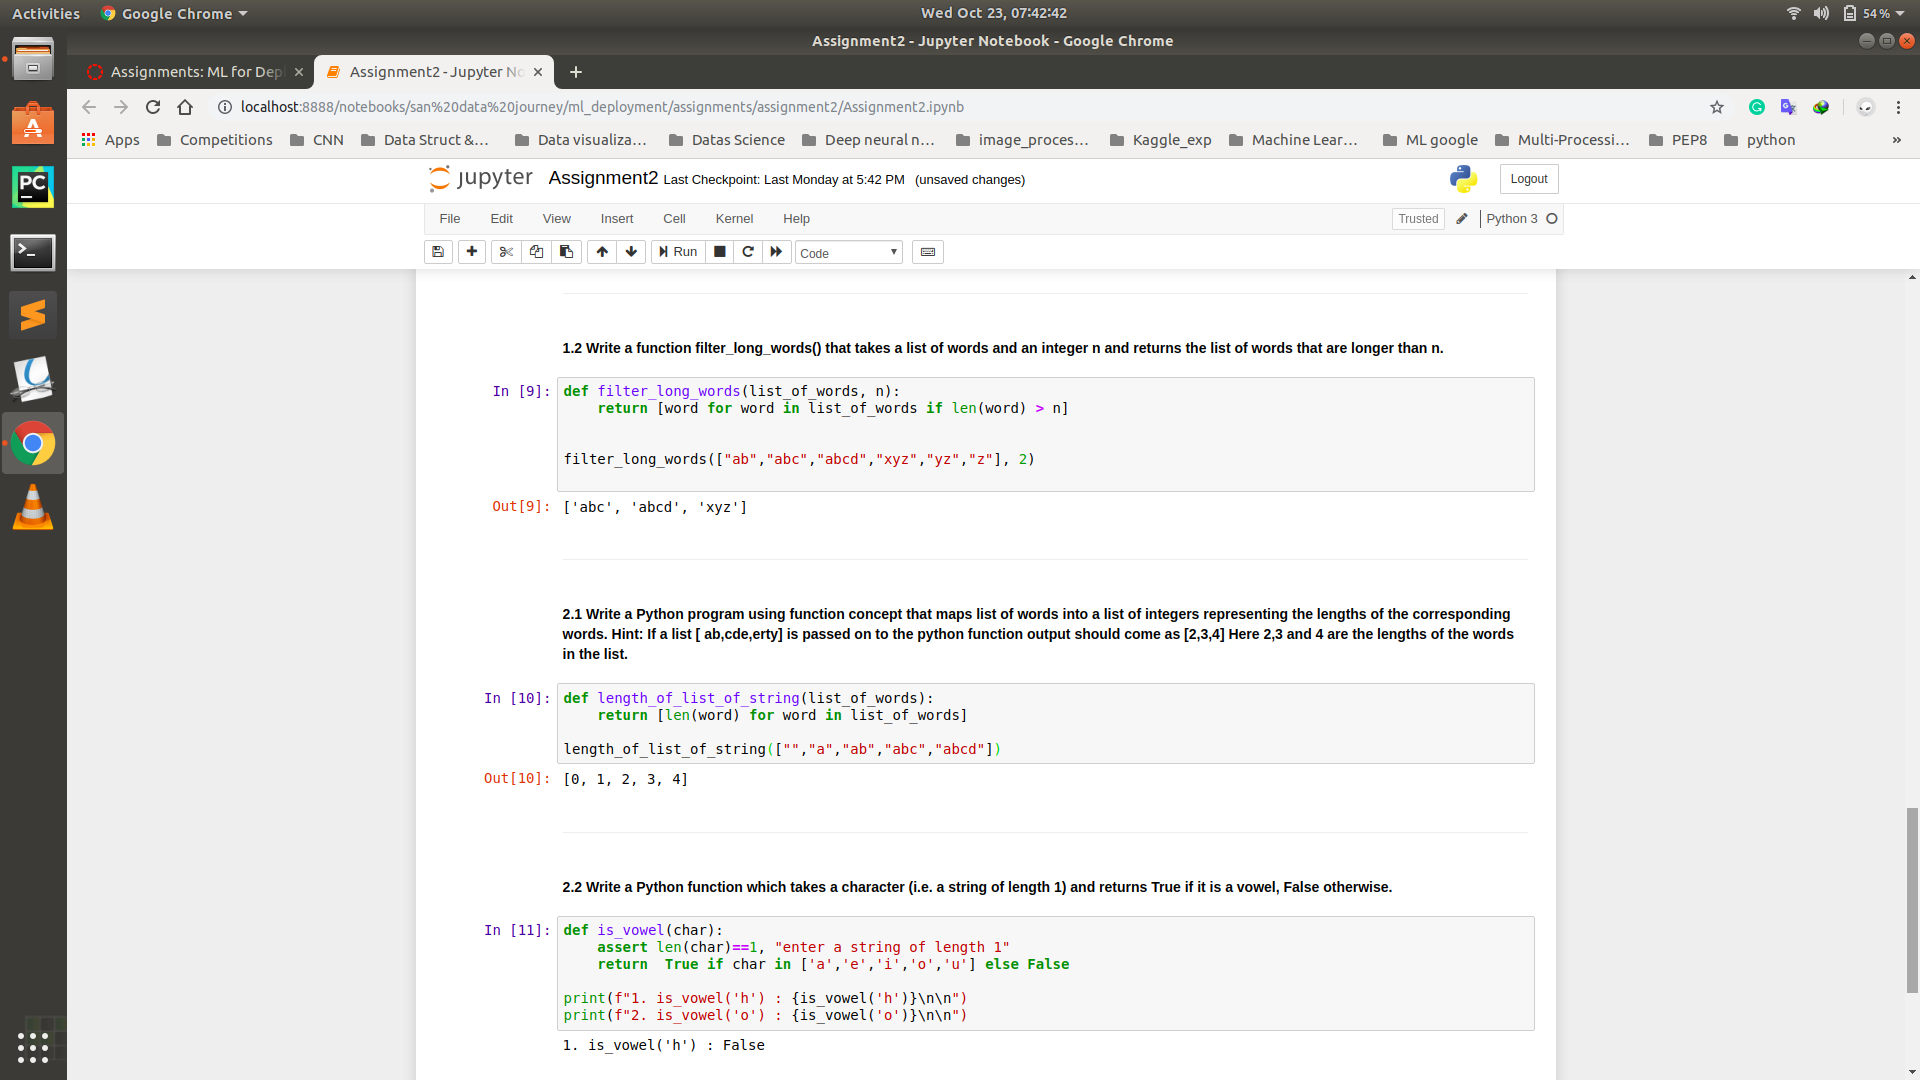 Activities Google Chrome Wed Oct 23, 07:42:42 54 %
Assignment2 - Jupyter Notebook - Google Chrome
Assignments: ML for Dep Assignment2 - Jupyter No
localhost:8888/notebooks/san%20data%20journey/ml_deployment/assignments/assignment2/Assignment2.ipynb
Apps Competitions CNN Data Struct &... Data visualiza... Datas Science Deep neural n... image_proces... Kaggle_exp Machine Lear... ML google Multi-Processi... PEP8 python »
jupyter Assignment2 Last Checkpoint: Last Monday at 5:42 PM (unsaved changes) Logout
File Edit View Insert Cell Kernel Help Trusted Python 3
Run Code
1.2 Write a function filter_long_words() that takes a list of words and an integer n and returns the list of words that are longer than n.
In [9]: def filter_long_words(list_of_words, n):
return [word for word in list_of_words if len(word) > n]
filter_long_words(["ab","abc","abcd","xyz","yz","z"], 2)
Out[9]: ['abc', 'abcd', 'xyz']
2.1 Write a Python program using function concept that maps list of words into a list of integers representing the lengths of the corresponding
words. Hint: If a list [ ab,cde,erty] is passed on to the python function output should come as [2,3,4] Here 2,3 and 4 are the lengths of the words
in the list.
In [10]: def length_of_list_of_string(list_of_words):
return [len(word) for word in list_of_words]
length_of_list_of_string(["","a","ab","abc","abcd"])
Out[10]: [0, 1, 2, 3, 4]
2.2 Write a Python function which takes a character (i.e. a string of length 1) and returns True if it is a vowel, False otherwise.
In [11]: def is_vowel(char):
assert len(char)==1, "enter a string of length 1"
return  True if char in ['a','e','i','o','u'] else False
print(f"1. is_vowel('h') : {is_vowel('h')}\n\n")
print(f"2. is_vowel('o') : {is_vowel('o')}\n\n")
1. is_vowel('h') : False